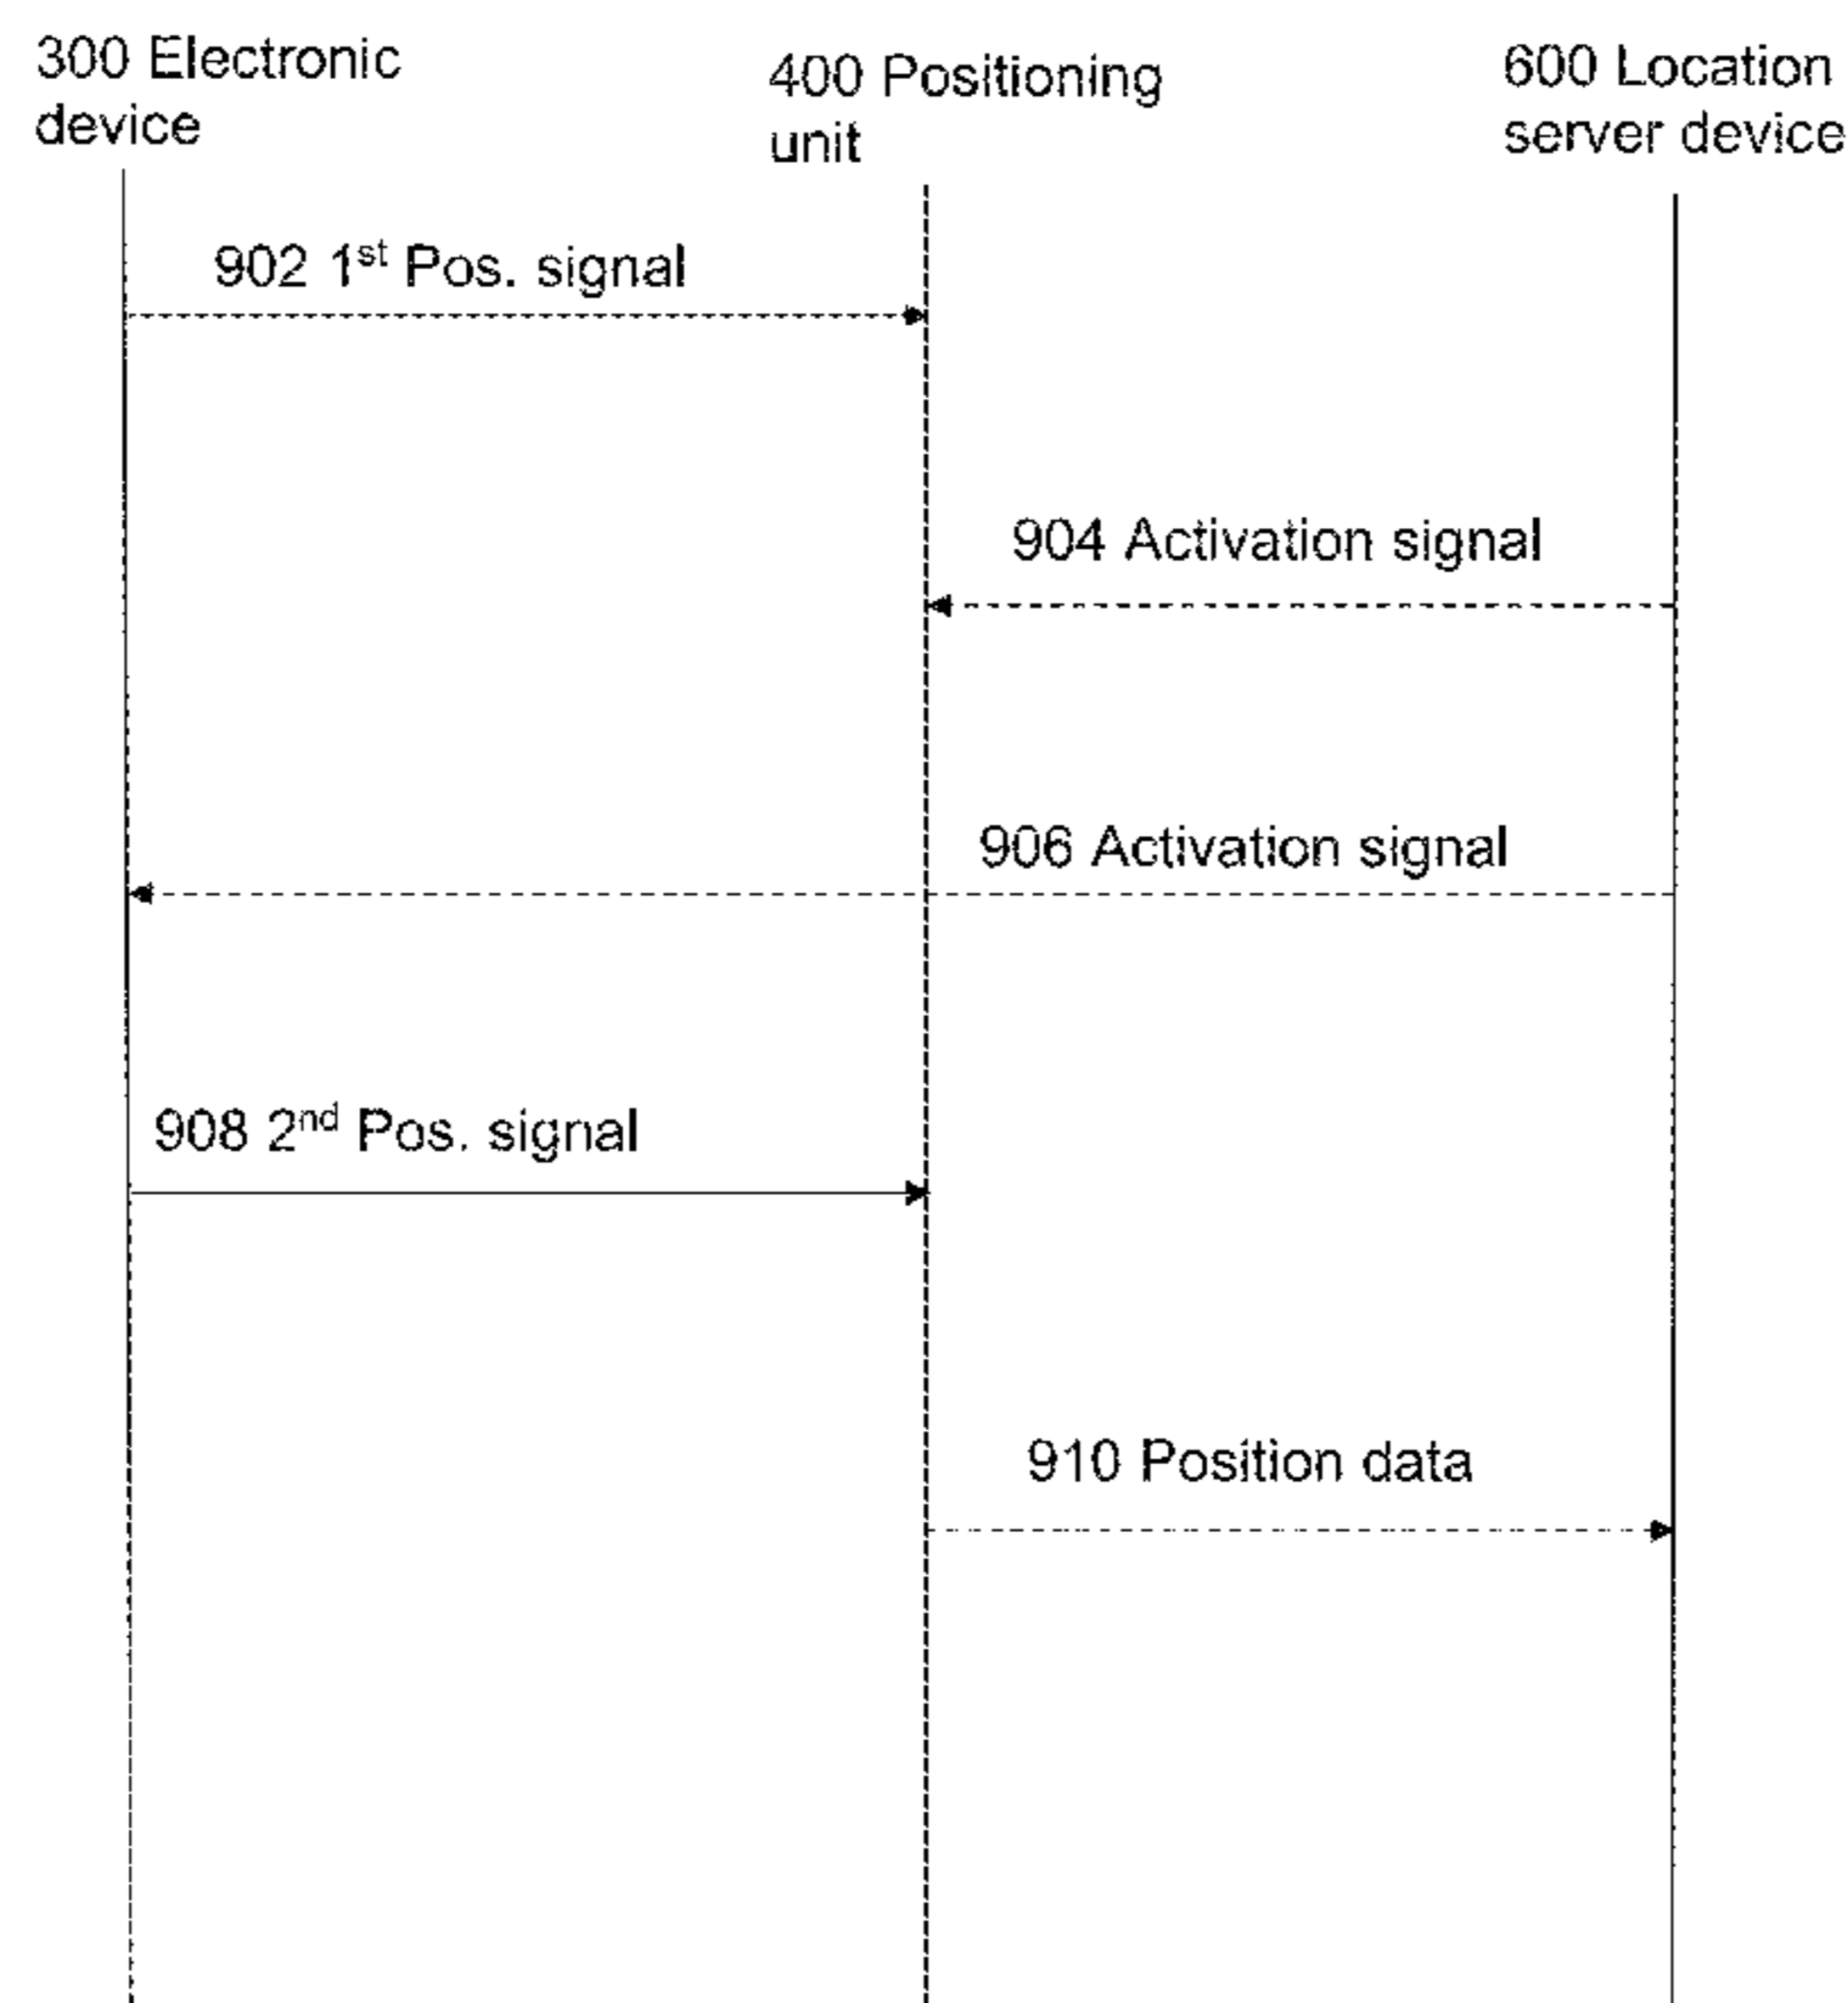 300 Electronic
device
400 Positioning
unit
600 Location
server device
902 1st Pos. signal
904 Activation signal
906 Activation signal
908 2nd Pos. signal
910 Position data